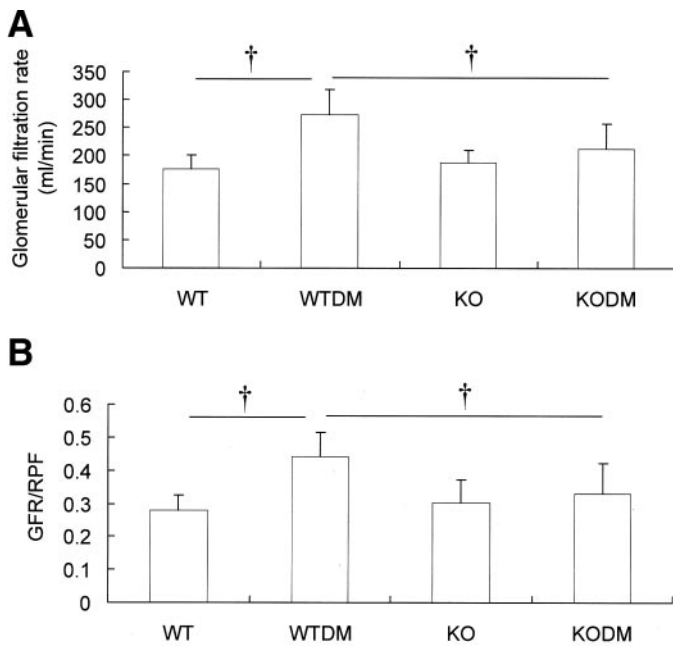 A
† †
Glomerular filtration rate
(ml/min)
350
300
250
200
150
100
50
0
WT WTDM KO KODM
B
† †
GFR/RPF
0.6
0.5
0.4
0.3
0.2
0.1
0
WT WTDM KO KODM